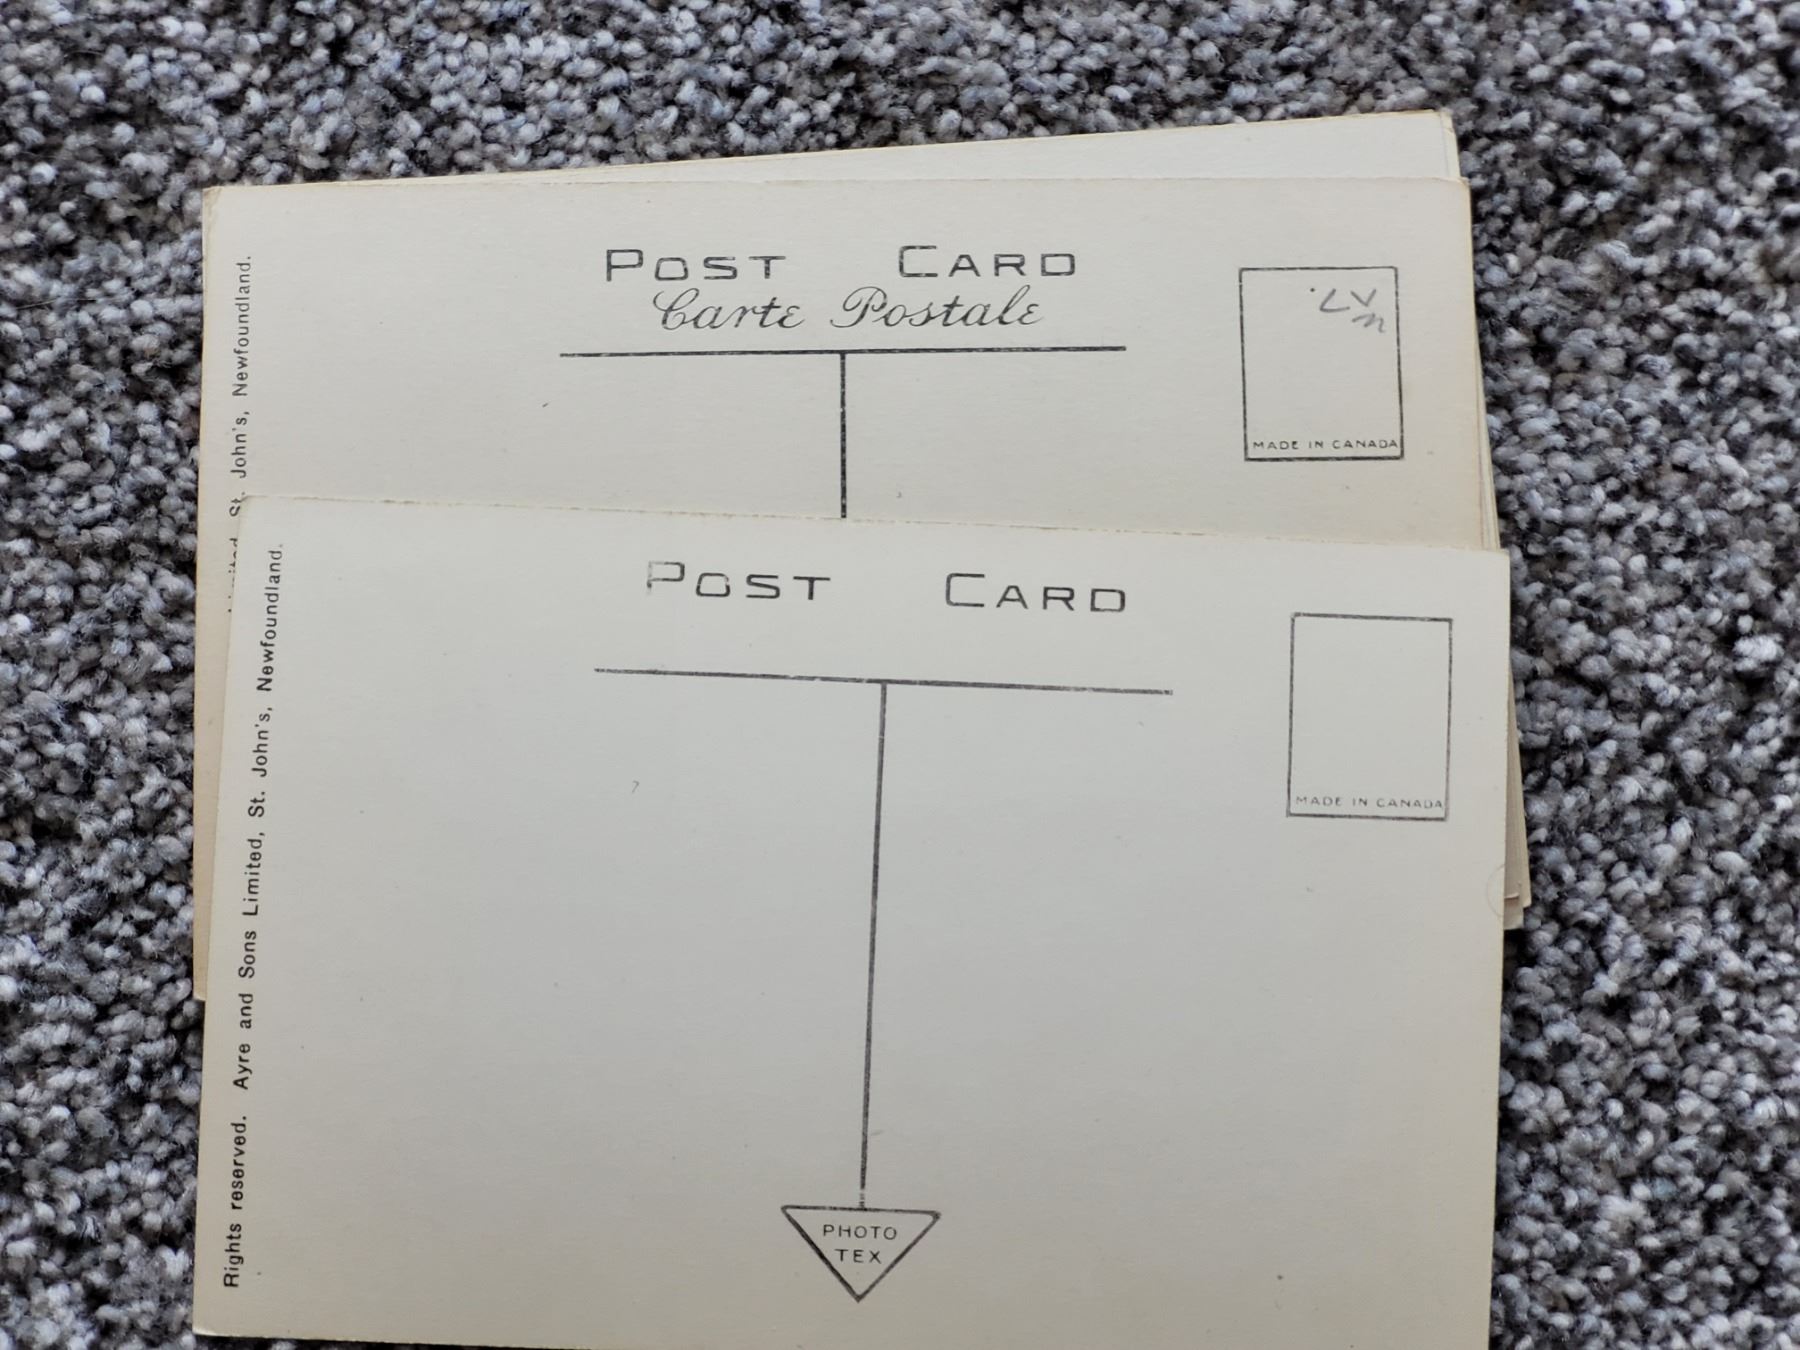 POST CARD
Carte Postale
MADE IN CANADA
St. John's, Newfoundland.
POST CARD
MADE IN CANADA
Rights reserved. Ayre and Sons Limited, St. John's, Newfoundland.
PHOTO
TEX